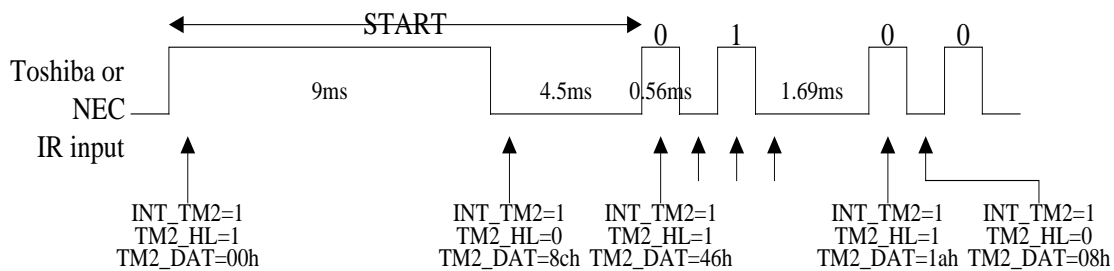 START
0 1 0 0
Toshiba or
NEC
9ms 4.5ms 0.56ms 1.69ms
IR input
INT_TM2=1 INT_TM2=1 INT_TM2=1 INT_TM2=1 INT_TM2=1
TM2_HL=1 TM2_HL=0 TM2_HL=1 TM2_HL=1 TM2_HL=0
TM2_DAT=00h TM2_DAT=8ch TM2_DAT=46h TM2_DAT=1ah TM2_DAT=08h